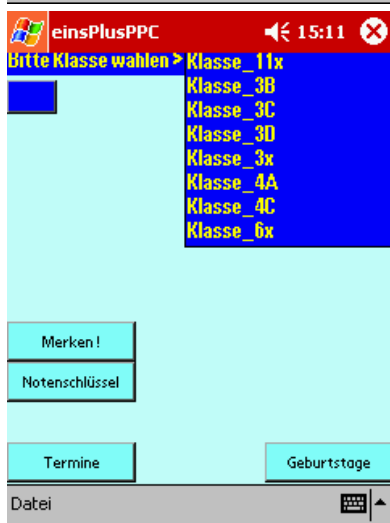 einsPlusPPC 15:11
Bitte Klasse wahlen > Klasse_11x
Klasse_3B
Klasse_3C
Klasse_3D
Klasse_3x
Klasse_4A
Klasse_4C
Klasse_6x
Merken !
Notenschlüssel
Termine Geburtstage
Datei